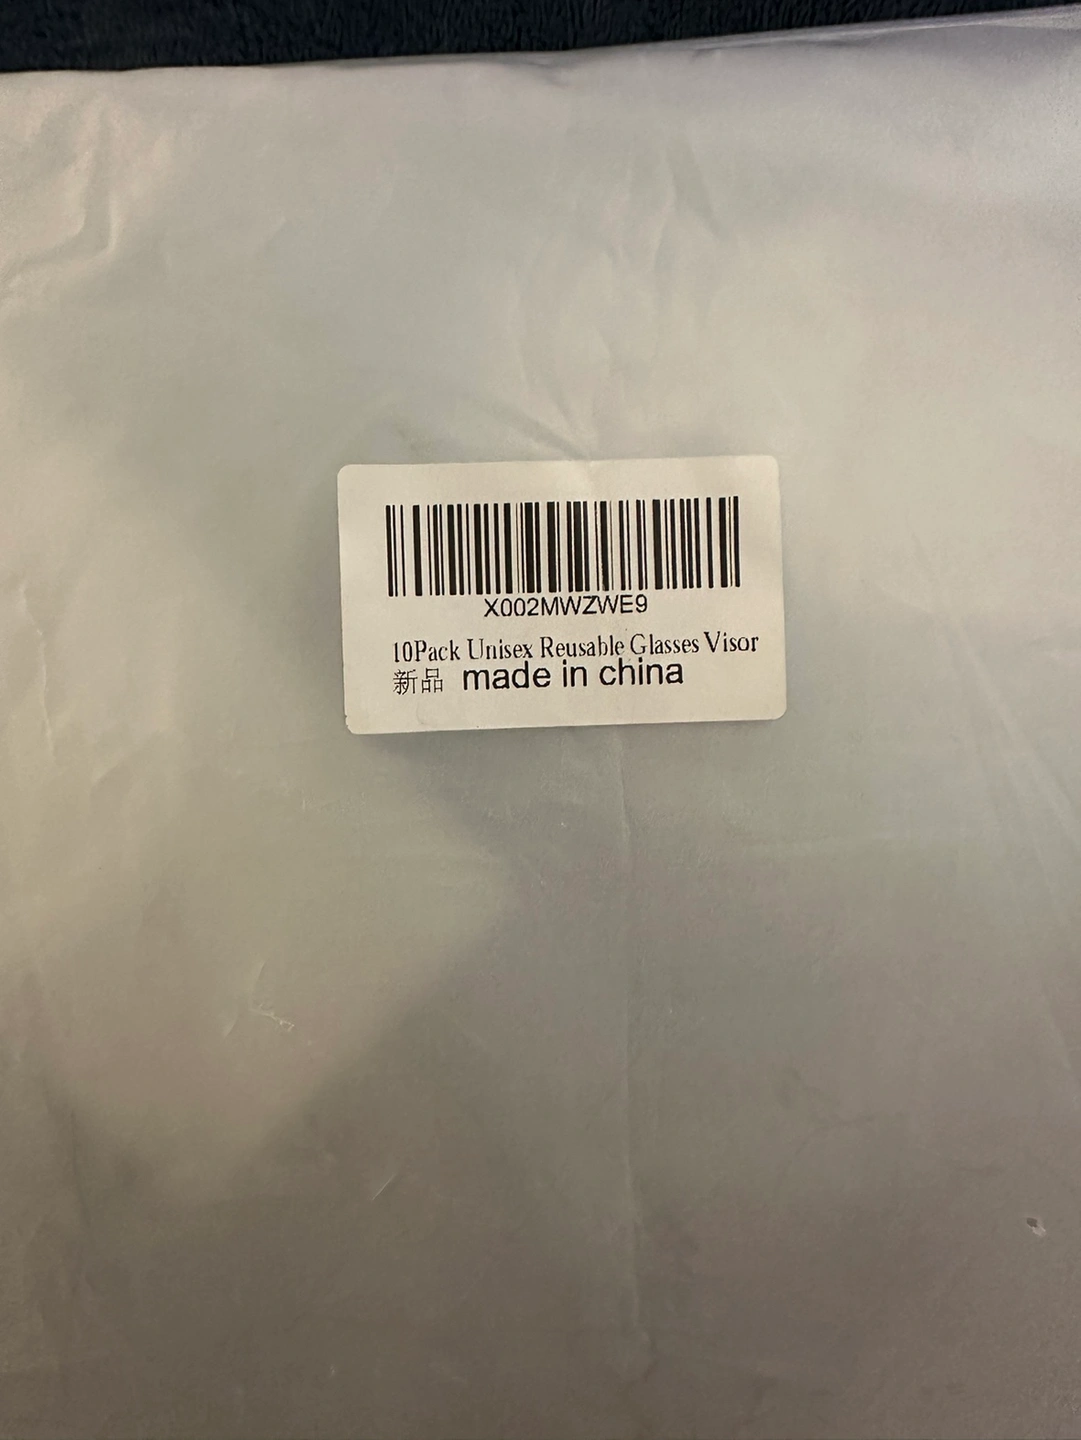 X002MWZWE9
10Pack Unisex Reusable Glasses Visor
新品 made in china